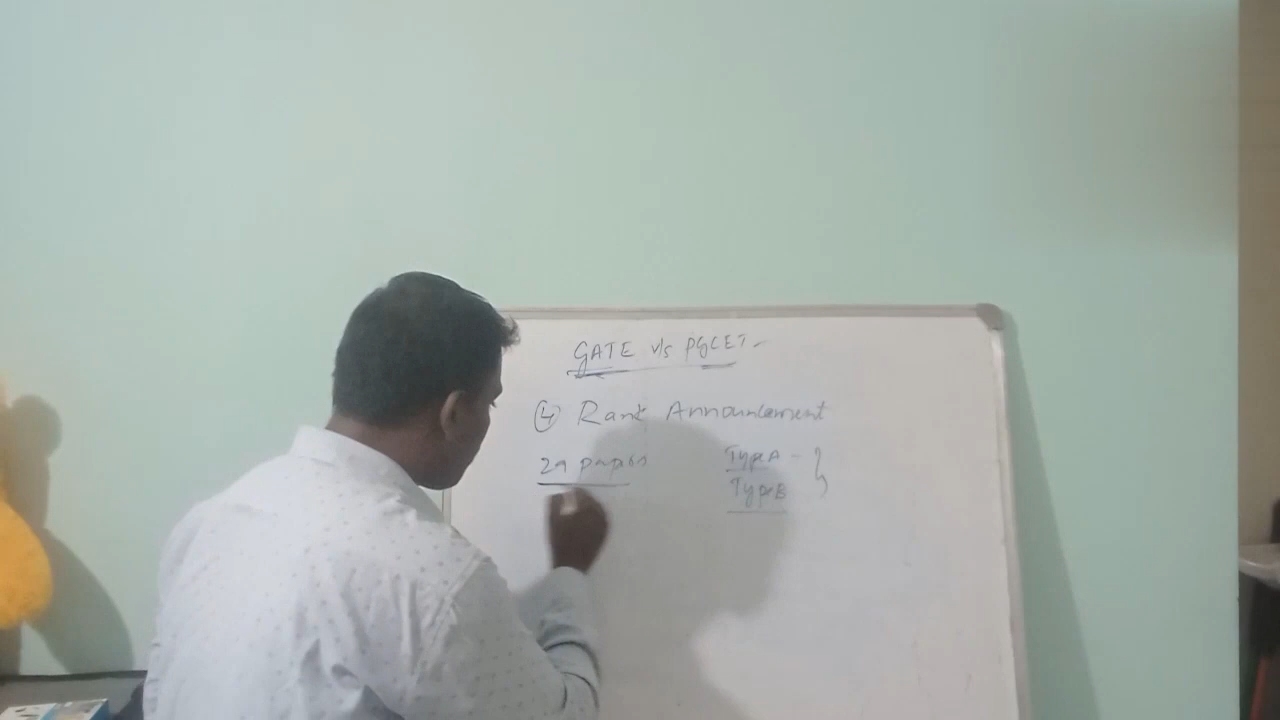 GATE v/s PGCET
④ Rank Announcement
29 papers Type A -
Type B